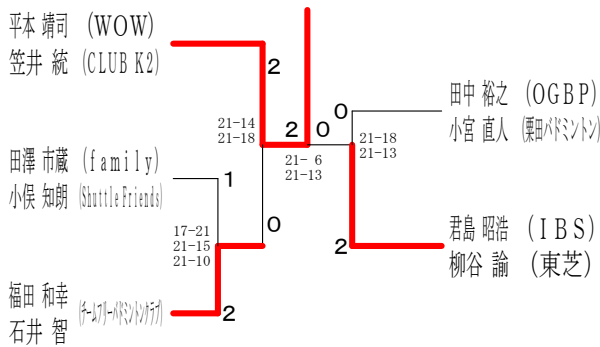 平本 靖司 (WOW)
笠井 統 (CLUB K2)
2
田中 裕之 (OGBP)
小宮 直人 (栗田バドミントン)
0
21-14
21-18
2
0
21- 6
21-13
21-18
21-13
田澤 市蔵 (family)
小俣 知朗 (Shuttle Friends)
1
17-21
21-15
21-10
0
君島 昭浩 (IBS)
柳谷 諭 (東芝)
2
福田 和幸
石井 智
(チームフリーバドミントンクラブ)
2